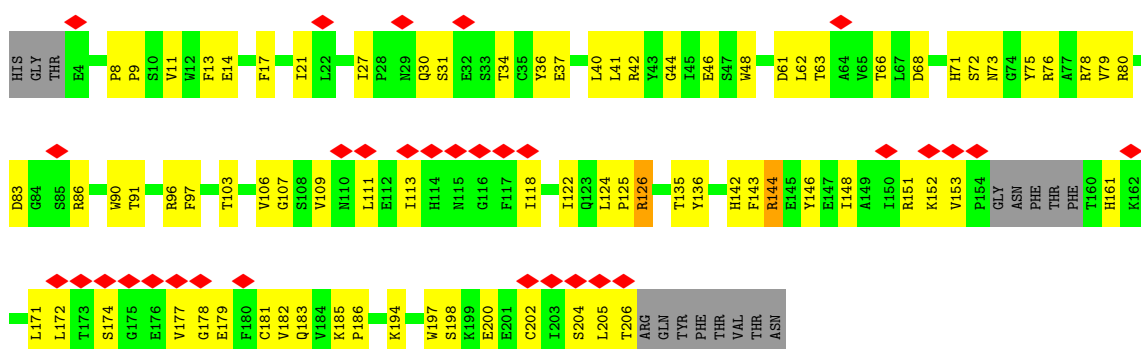 HIS GLY THR E4 P8 P9 S10 V11 W12 F13 E14 F17 I21 L22 I27 P28 N29 Q30 S31 E32 S33 T34 C35 Y36 E37 L40 L41 R42 Y43 G44 I45 E46 S47 W48 D61 L62 T63 A64 V65 T66 L67 D68 H71 S72 N73 G74 Y75 R76 A77 R78 V79 R80
D83 G84 S85 R86 W90 T91 R96 F97 T103 V106 G107 S108 V109 N110 L111 E112 I113 H114 N115 G116 F117 I118 I122 Q123 L124 P125 R126 T135 Y136 H142 F143 R144 E145 Y146 E147 I148 A149 I150 R151 K152 V153 P154 GLY ASN PHE THR PHE T160 H161 K162
L171 L172 T173 S174 G175 E176 V177 G178 E179 F180 C181 V182 Q183 V184 K185 P186 K194 W197 S198 K199 E200 E201 C202 I203 S204 L205 T206 ARG GLN TYR PHE THR VAL THR ASN